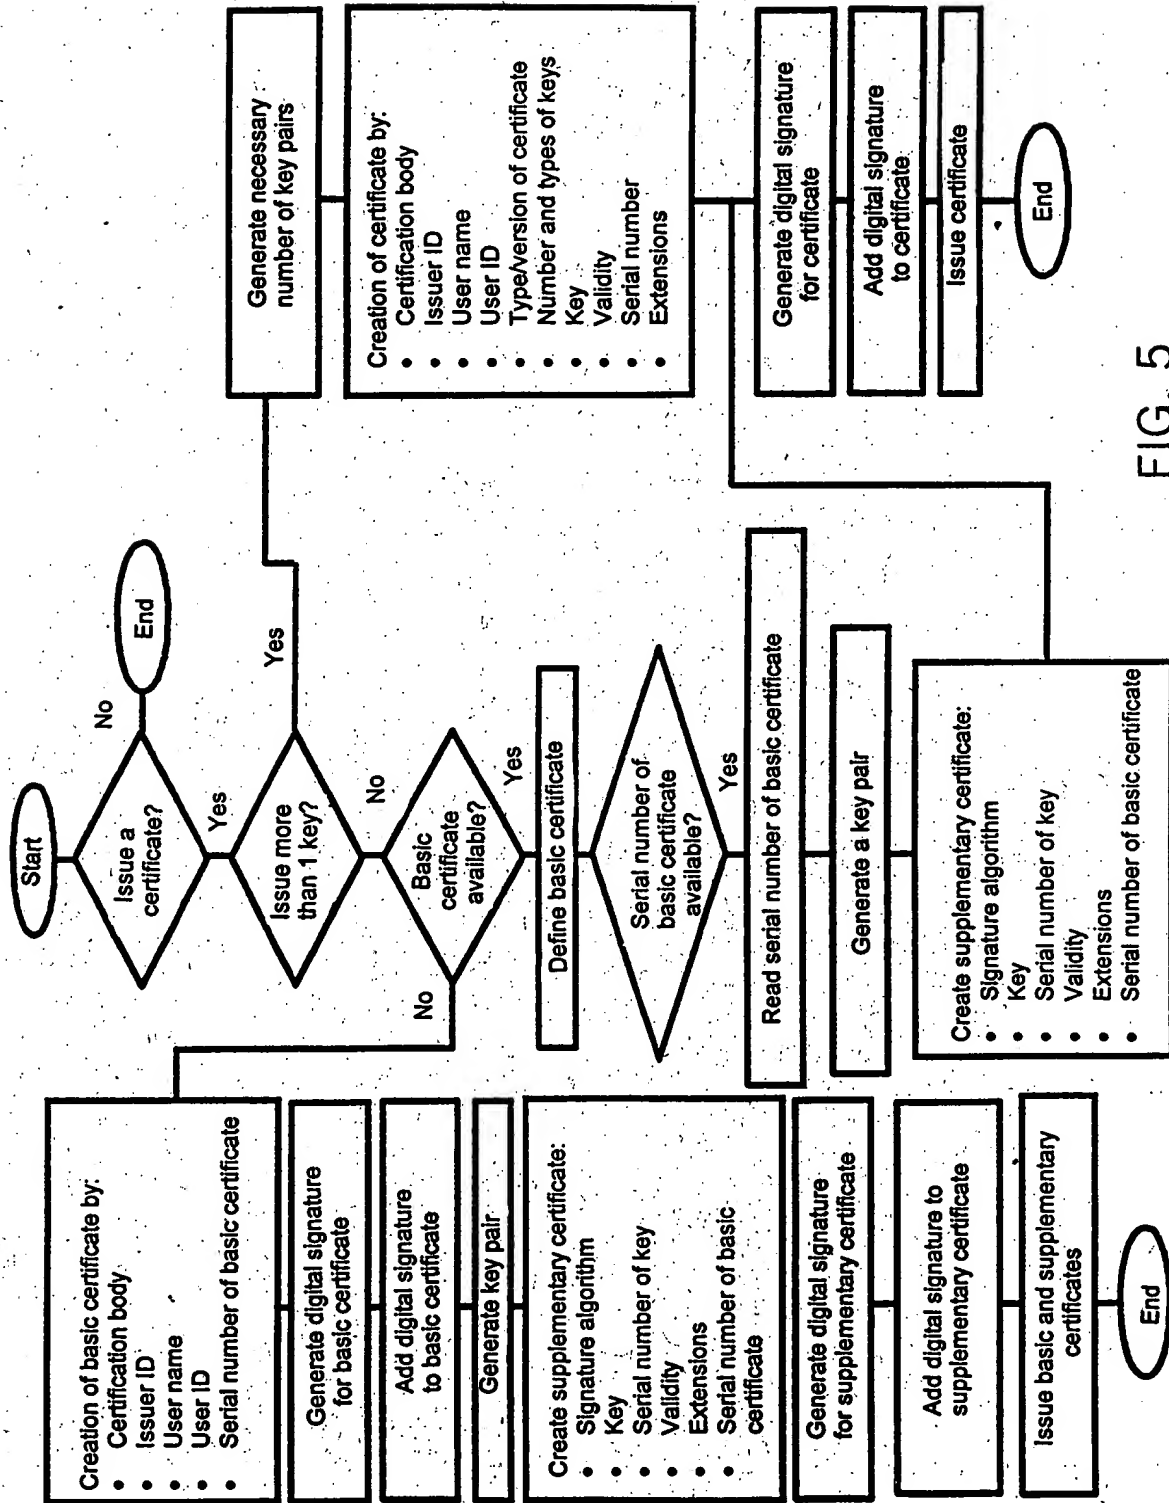 Start
Issue a
certificate?
No
End
Yes
Issue more
than 1 key?
Yes
No
Basic
certificate
available?
No
Yes
Define basic certificate
Serial number of
basic certificate
available?
Yes
Read serial number of basic certificate
Generate a key pair
Create supplementary certificate:
• Signature algorithm
• Key
• Serial number of key
• Validity
• Extensions
• Serial number of basic certificate
Creation of basic certificate by:
• Certification body
• Issuer ID
• User name
• User ID
• Serial number of basic certificate
Generate digital signature
for basic certificate
Add digital signature
to basic certificate
Generate key pair
Create supplementary certificate:
• Signature algorithm
• Key
• Serial number of key
• Validity
• Extensions
• Serial number of basic
certificate
Generate digital signature
for supplementary certificate
Add digital signature to
supplementary certificate
Issue basic and supplementary
certificates
End
Generate necessary
number of key pairs
Creation of certificate by:
• Certification body
• Issuer ID
• User name
• User ID
• Type/version of certificate
• Number and types of keys
• Key
• Validity
• Serial number
• Extensions
Generate digital signature
for certificate
Add digital signature
to certificate
Issue certificate
End
FIG. 5